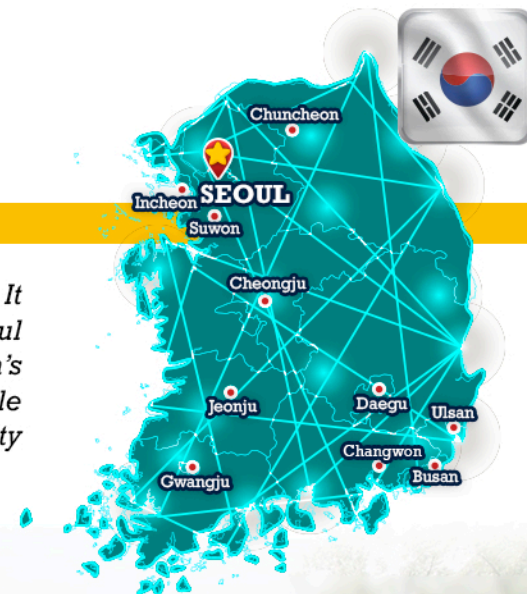 Chuncheon
SEOUL
Incheon
Suwon
It
ul
Cheongju
's
le
ty
Jeonju
Daegu
Ulsan
Changwon
Gwangju
Busan